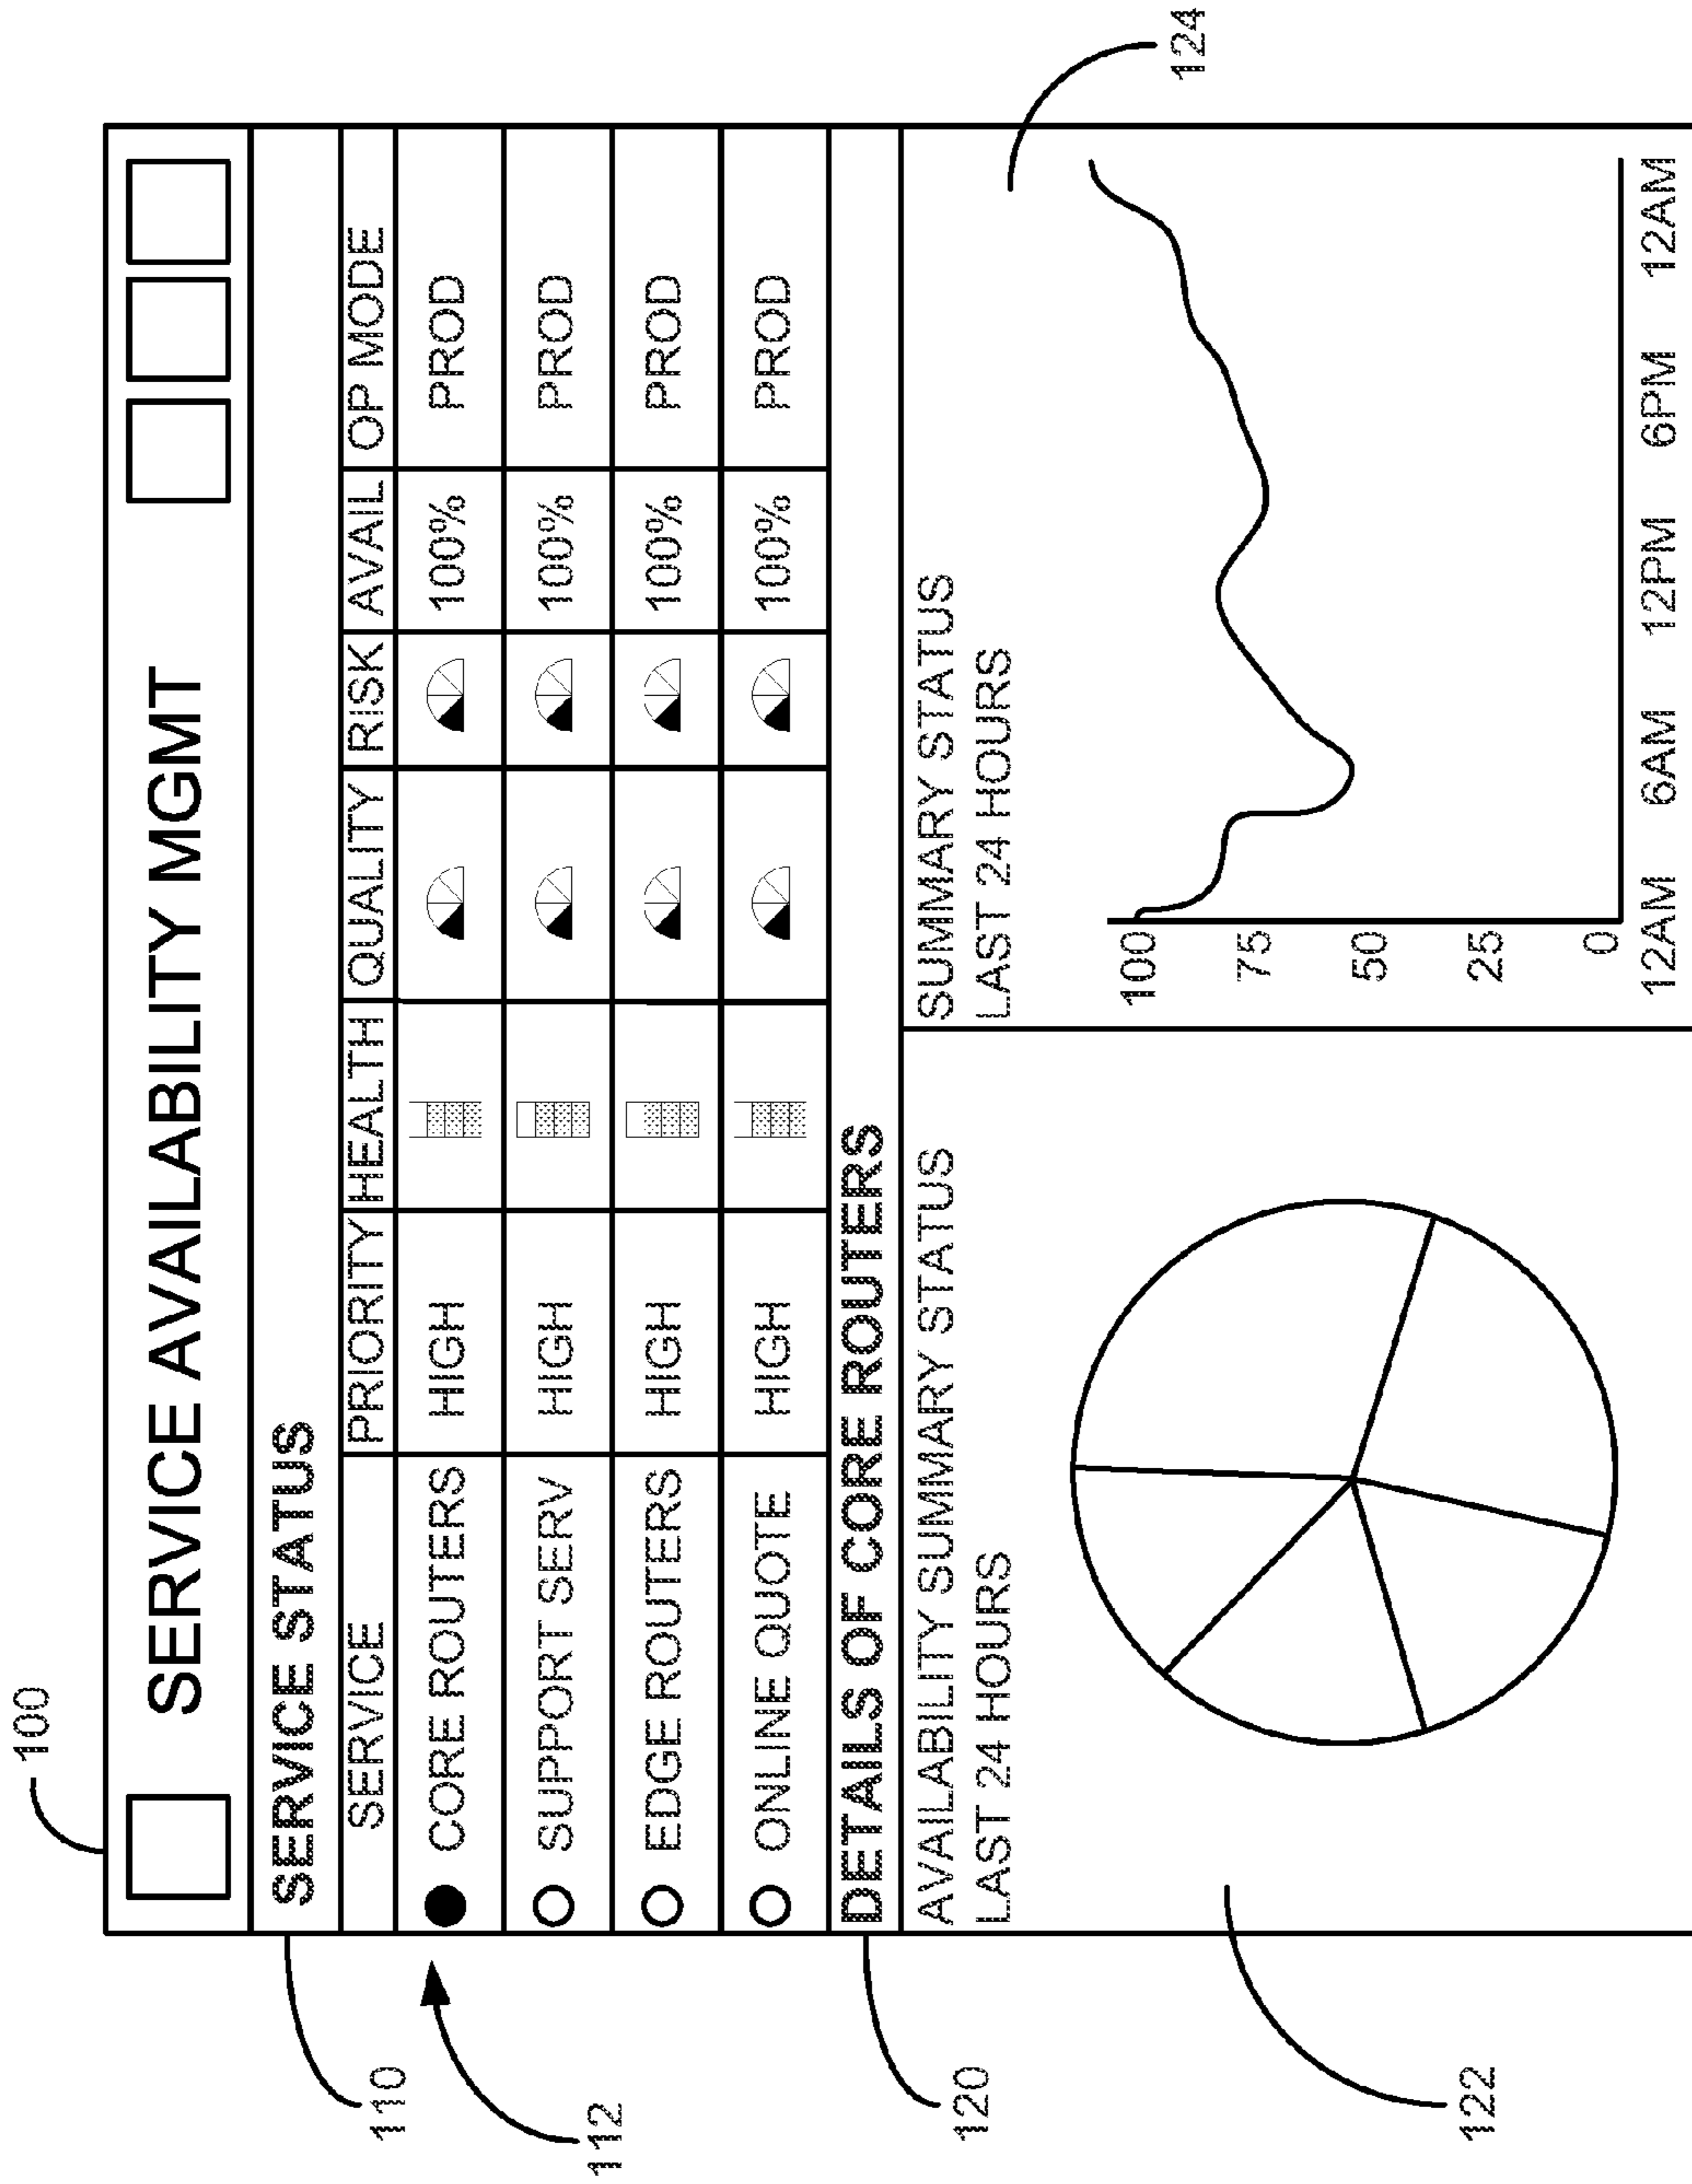 100
SERVICE AVAILABILITY MGMT
110
SERVICE STATUS
SERVICE PRIORITY HEALTH QUALITY RISK AVAIL OP MODE
112
CORE ROUTERS HIGH 100% PROD
SUPPORT SERV HIGH 100% PROD
EDGE ROUTERS HIGH 100% PROD
ONLINE QUOTE HIGH 100% PROD
120
DETAILS OF CORE ROUTERS
AVAILABILITY SUMMARY STATUS
LAST 24 HOURS
122
SUMMARY STATUS
LAST 24 HOURS
124
100
75
50
25
0
12AM 6AM 12PM 6PM 12AM